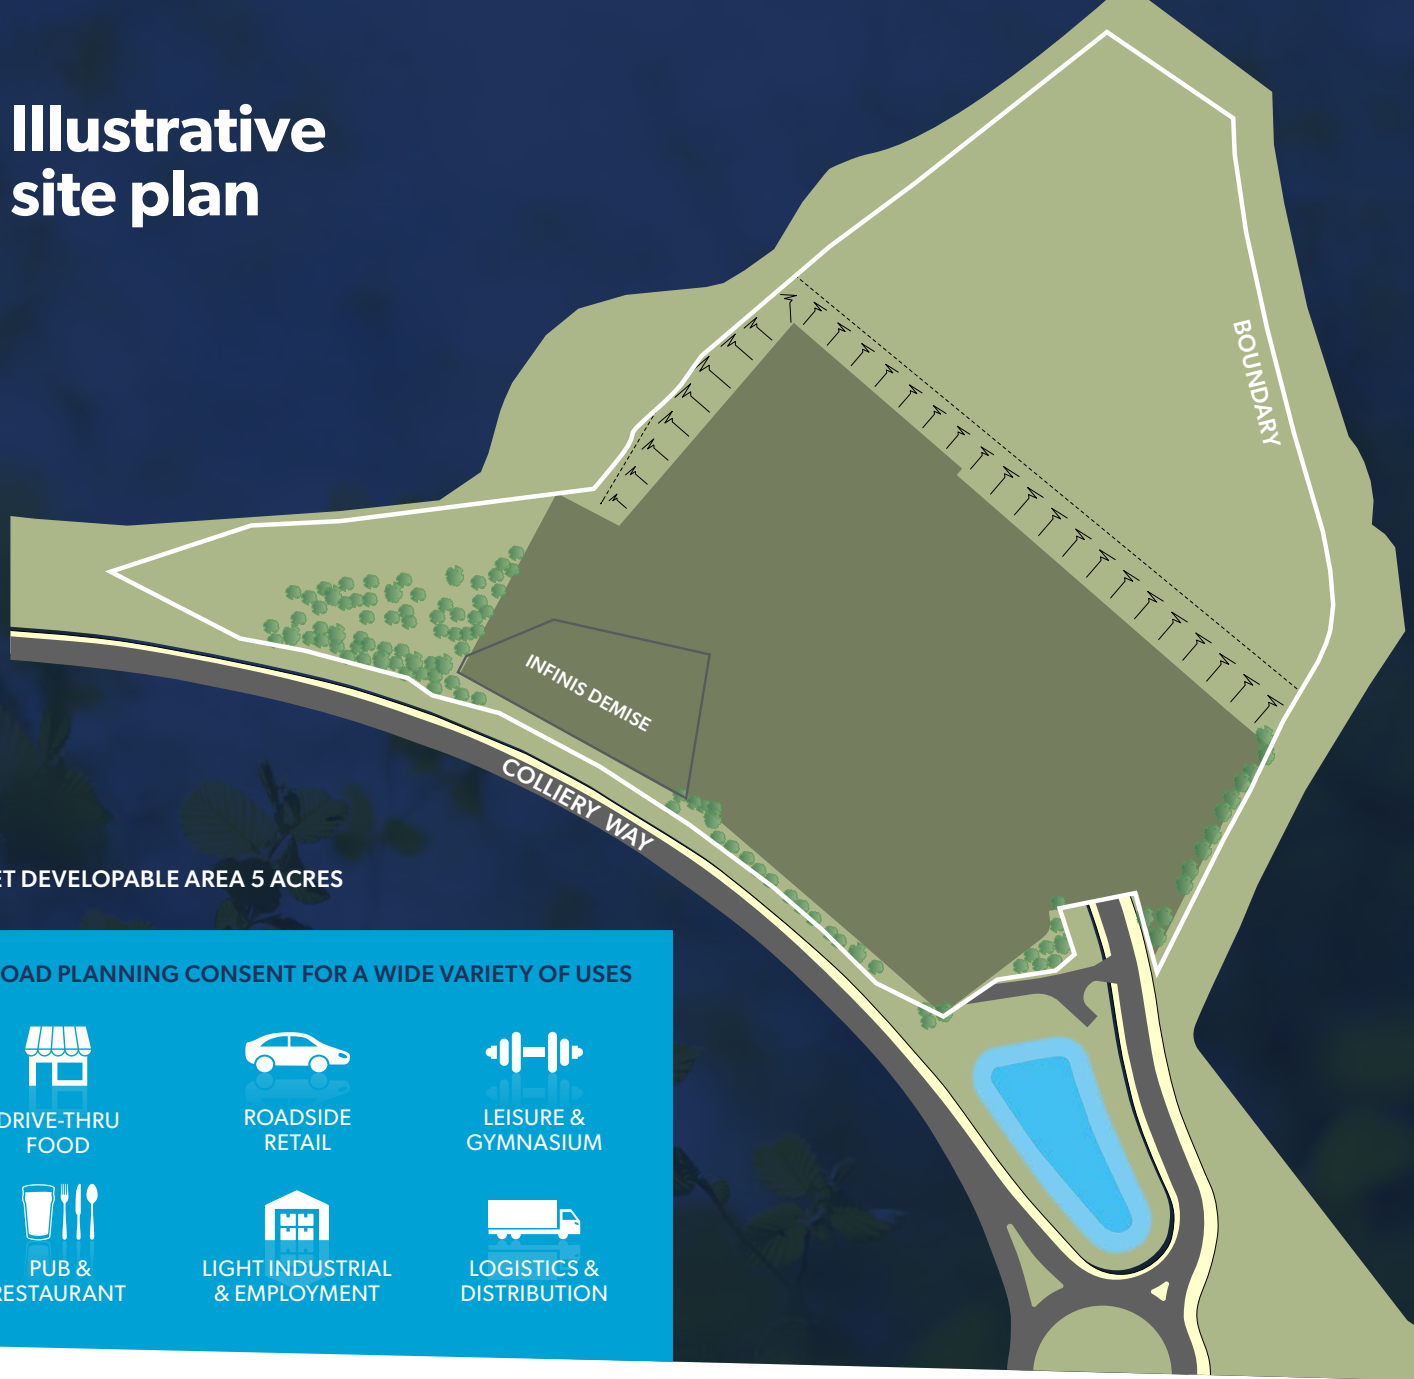 Illustrative
site plan
BOUNDARY
INFINIS DEMISE
COLLIERY WAY
ET DEVELOPABLE AREA 5 ACRES
OAD PLANNING CONSENT FOR A WIDE VARIETY OF USES
DRIVE-THRU
FOOD
ROADSIDE
RETAIL
LEISURE &
GYMNASIUM
PUB &
RESTAURANT
LIGHT INDUSTRIAL
& EMPLOYMENT
LOGISTICS &
DISTRIBUTION